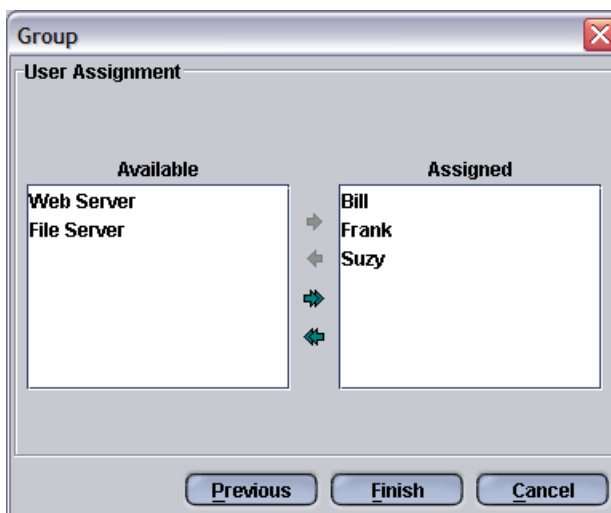 Group
User Assignment
Available
Assigned
Web Server
File Server
Bill
Frank
Suzy
Previous
Finish
Cancel